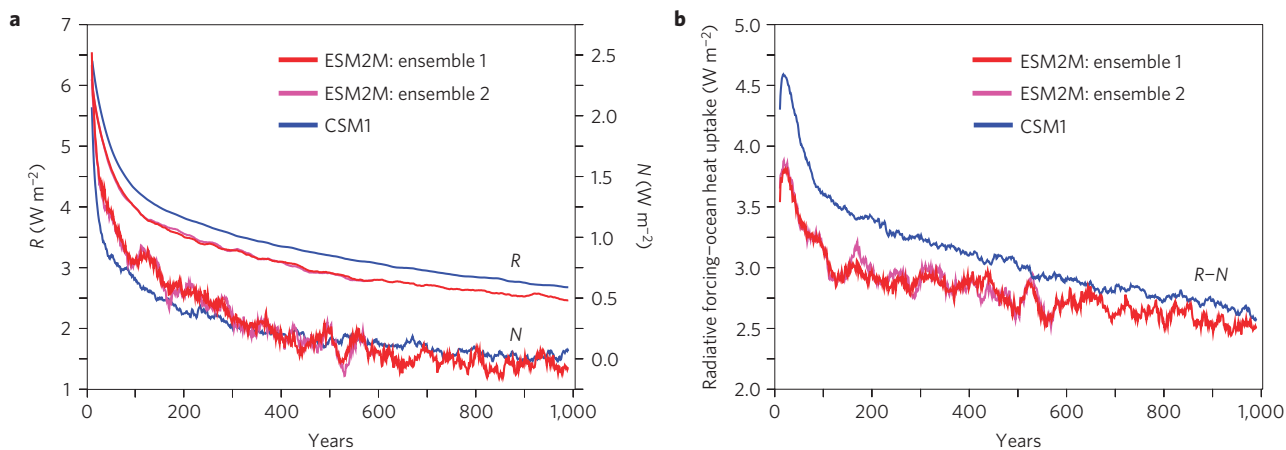 a
7
6
5
4
3
2
1
R (W m⁻²)
2.5
2.0
1.5
1.0
0.5
0.0
N (W m⁻²)
ESM2M: ensemble 1
ESM2M: ensemble 2
CSM1
R
N
0
200
400
600
800
1,000
Years
b
5.0
4.5
4.0
3.5
3.0
2.5
2.0
Radiative forcing–ocean heat uptake (W m⁻²)
ESM2M: ensemble 1
ESM2M: ensemble 2
CSM1
R–N
0
200
400
600
800
1,000
Years